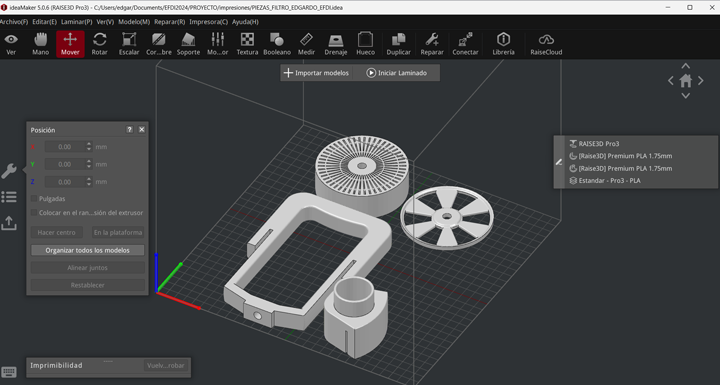 ideaMaker 5.0.6 (RAISE3D Pro3) - C:/Users/edgar/Documents/EFDI2024/PROYECTO/impresiones/PIEZAS_FILTRO_EDGARDO_EFDI.idea
Archivo(F) Editar(E) Laminar(P) Ver(V) Modelo(M) Reparar(R) Impresora(C) Ayuda(H)
Ver Mano Mover Rotar Escalar Cor...bre Soporte Mo...or Textura Booleano Medir Drenaje Hueco Duplicar Reparar Conectar Librería RaiseCloud
Importar modelos Iniciar Laminado
Posición ?
X 0.00 mm
Y 0.00 mm
Z 0.00 mm
Pulgadas
Colocar en el ran...sión del extrusor
Hacer centro En la plataforma
Organizar todos los modelos
Alinear juntos
Restablecer
RAISE3D Pro3
[Raise3D] Premium PLA 1.75mm
[Raise3D] Premium PLA 1.75mm
Estandar - Pro3 - PLA
Imprimibilidad Vuelv...robar